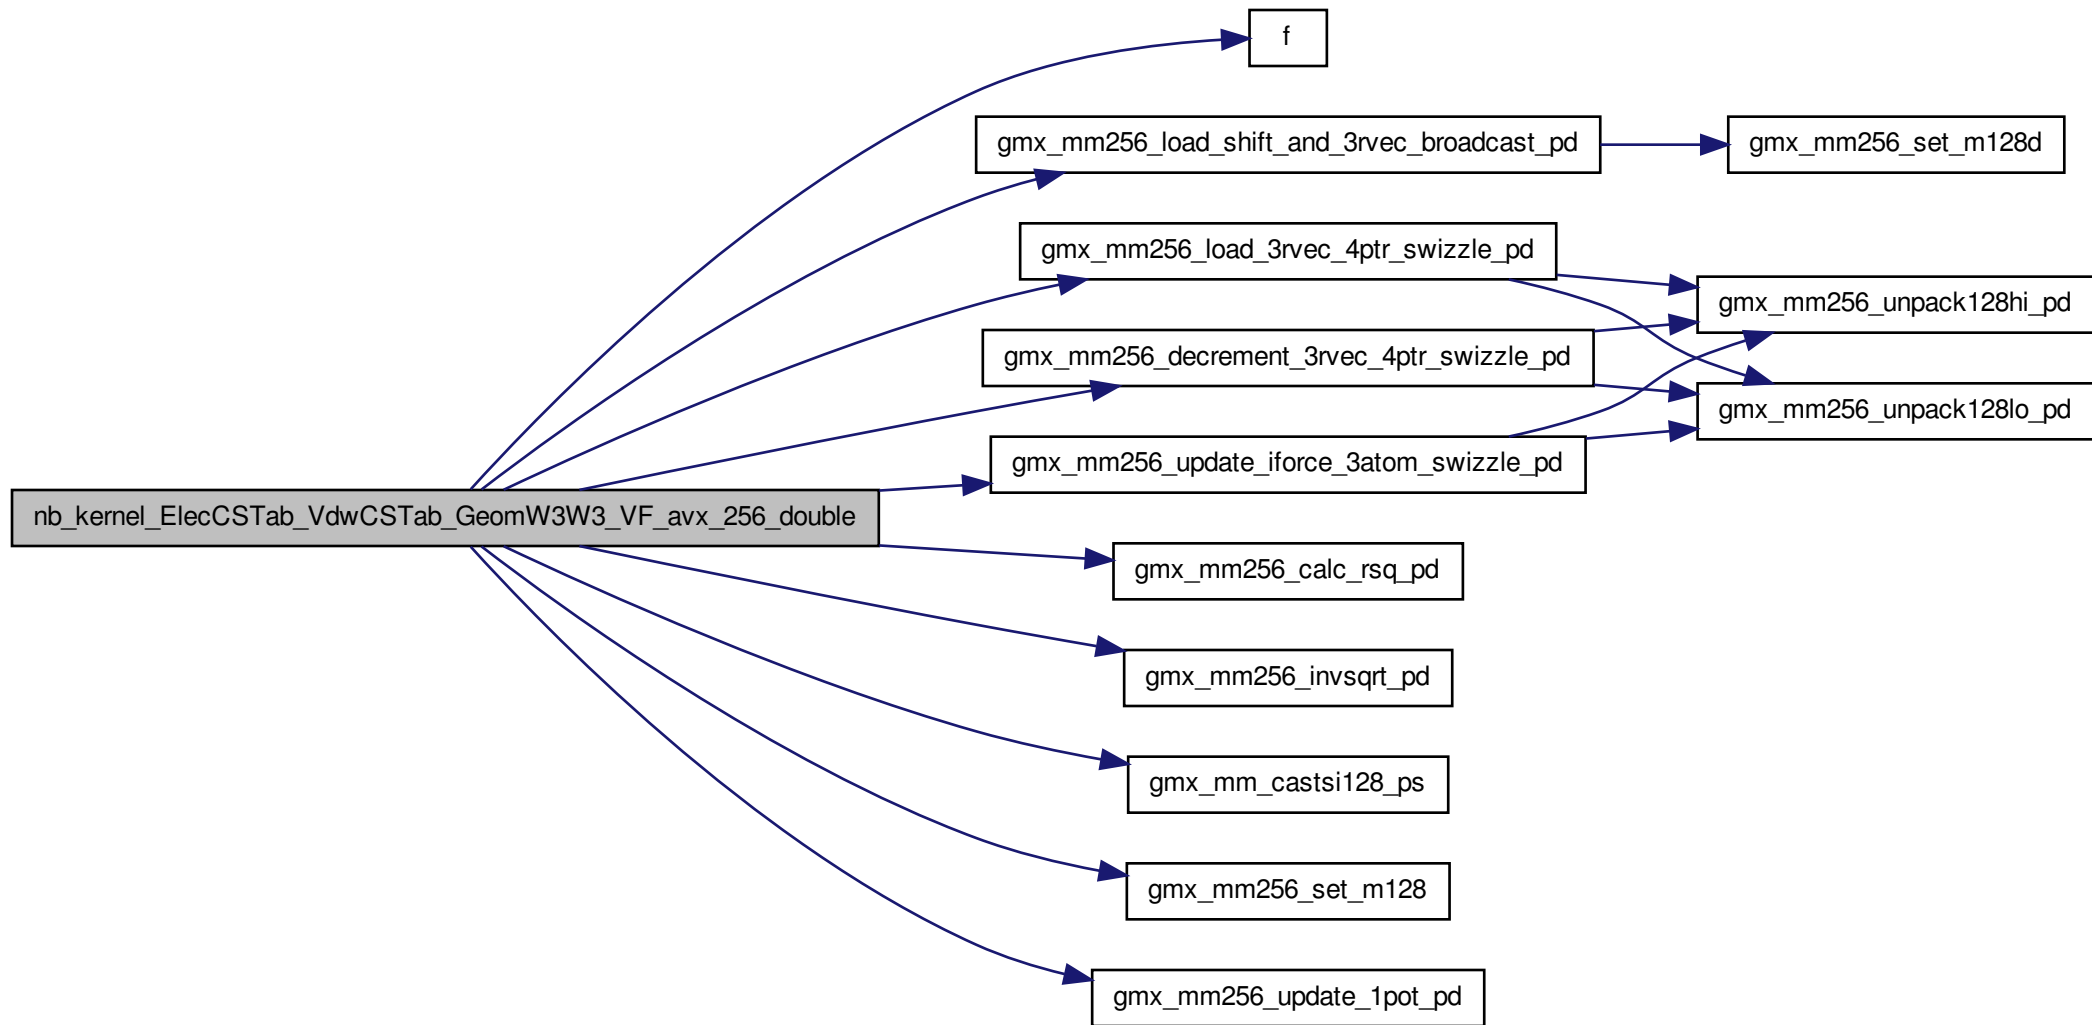 f
gmx_mm256_load_shift_and_3rvec_broadcast_pd
gmx_mm256_set_m128d
gmx_mm256_load_3rvec_4ptr_swizzle_pd
gmx_mm256_unpack128hi_pd
gmx_mm256_decrement_3rvec_4ptr_swizzle_pd
gmx_mm256_unpack128lo_pd
gmx_mm256_update_iforce_3atom_swizzle_pd
nb_kernel_ElecCSTab_VdwCSTab_GeomW3W3_VF_avx_256_double
gmx_mm256_calc_rsq_pd
gmx_mm256_invsqrt_pd
gmx_mm_castsi128_ps
gmx_mm256_set_m128
gmx_mm256_update_1pot_pd